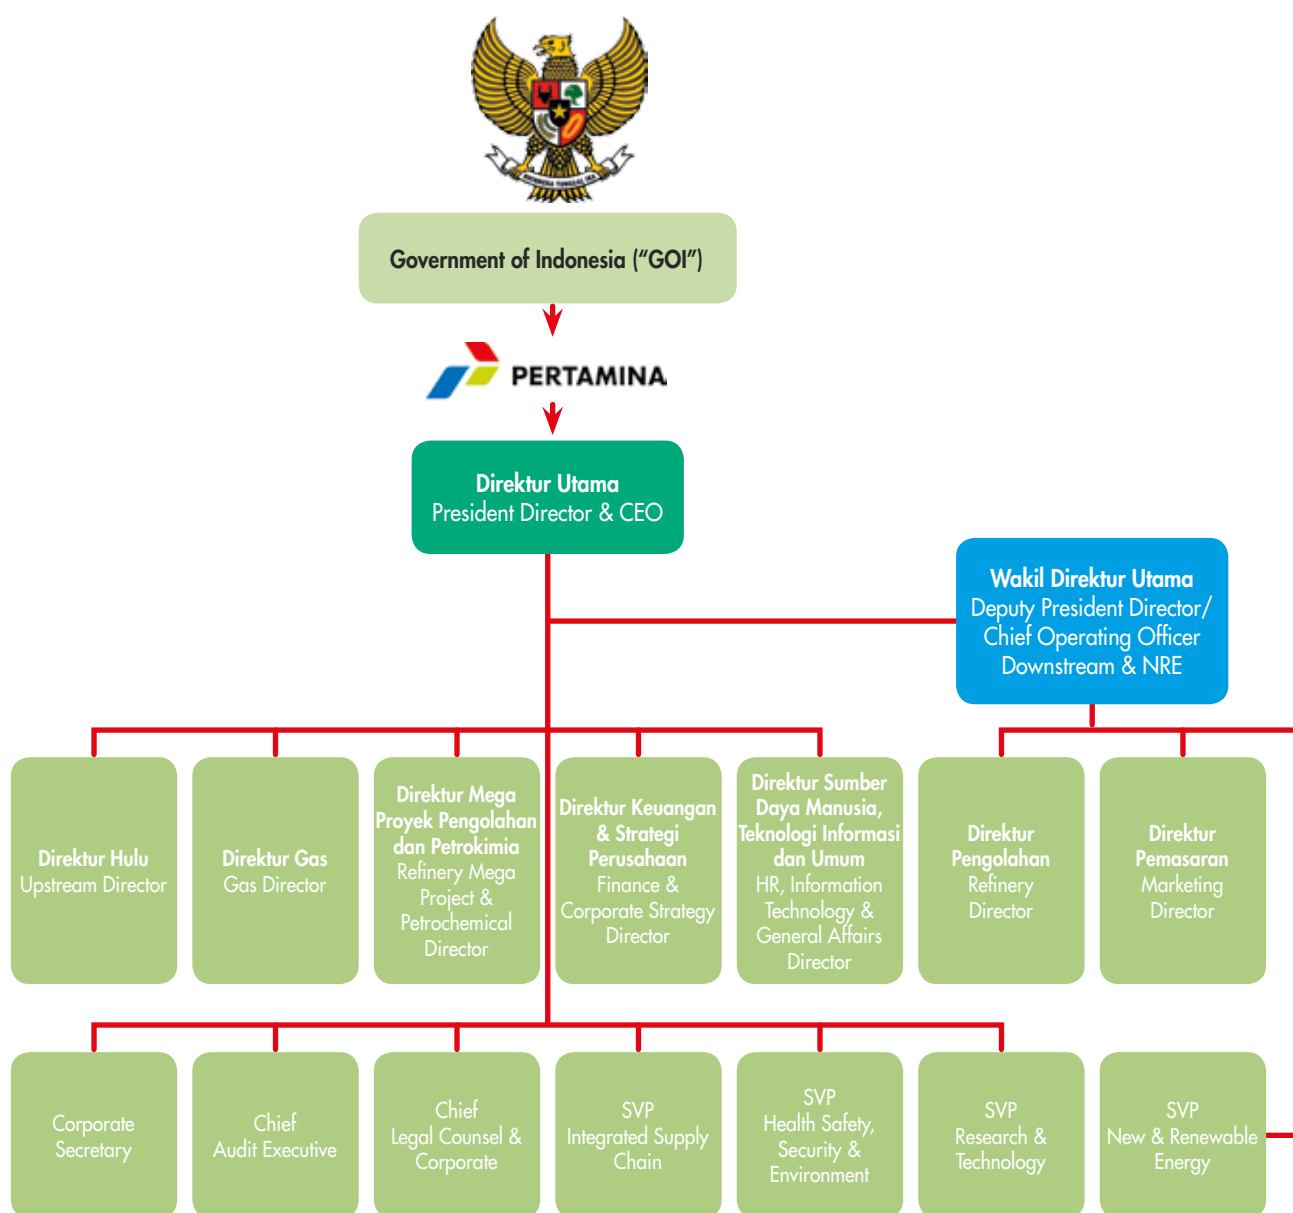 Government of Indonesia (“GOI”)
PERTAMINA
Direktur Utama
President Director & CEO
Wakil Direktur Utama
Deputy President Director/
Chief Operating Officer
Downstream & NRE
Direktur Hulu
Upstream Director
Direktur Gas
Gas Director
Direktur Mega
Proyek Pengolahan
dan Petrokimia
Refinery Mega
Project &
Petrochemical
Director
Direktur Keuangan
& Strategi
Perusahaan
Finance &
Corporate Strategy
Director
Direktur Sumber
Daya Manusia,
Teknologi Informasi
dan Umum
HR, Information
Technology &
General Affairs
Director
Direktur
Pengolahan
Refinery
Director
Direktur
Pemasaran
Marketing
Director
Corporate
Secretary
Chief
Audit Executive
Chief
Legal Counsel &
Corporate
SVP
Integrated Supply
Chain
SVP
Health Safety,
Security &
Environment
SVP
Research &
Technology
SVP
New & Renewable
Energy